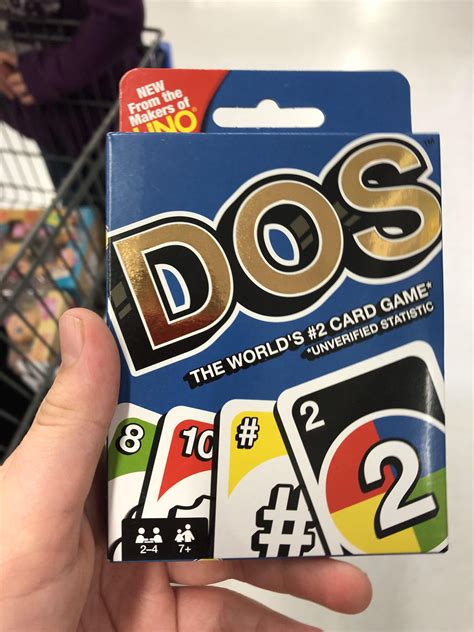 NEW
From the
Makers of
UNO
DOS
TM
THE WORLD'S #2 CARD GAME*
*UNVERIFIED STATISTIC
8
10
#
#
2
2
2–4
7+